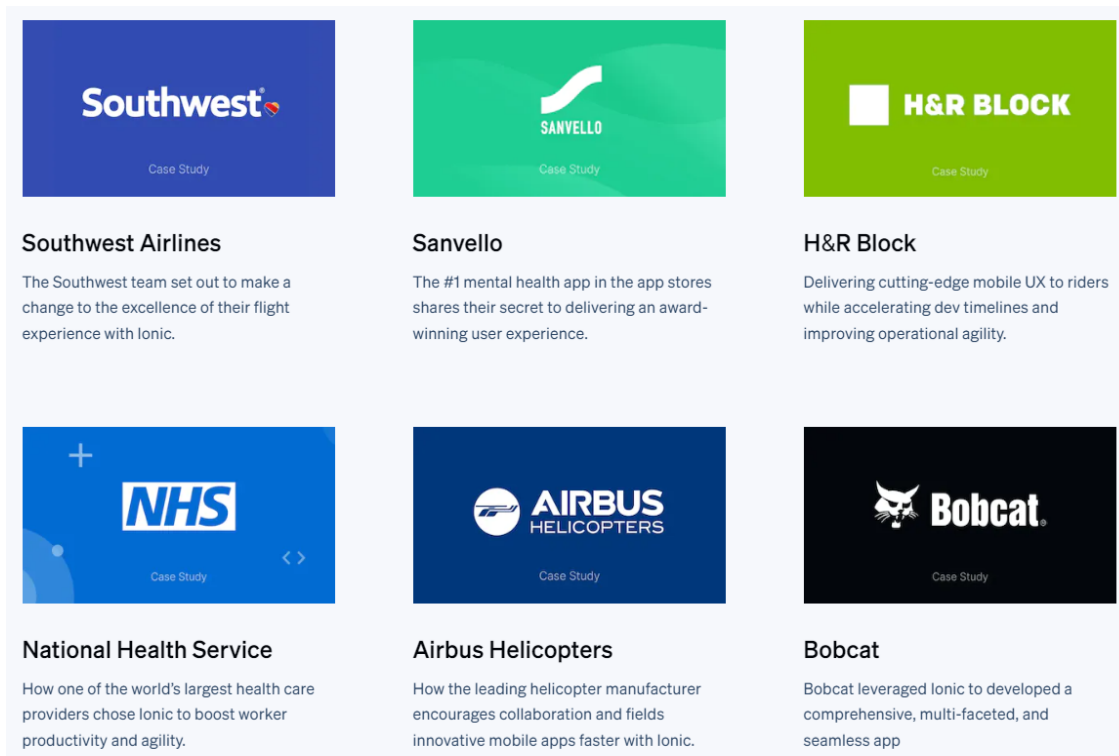 Southwest®
Case Study
Southwest Airlines
The Southwest team set out to make a
change to the excellence of their flight
experience with Ionic.
SANVELLO
Case Study
Sanvello
The #1 mental health app in the app stores
shares their secret to delivering an award-
winning user experience.
H&R BLOCK
Case Study
H&R Block
Delivering cutting-edge mobile UX to riders
while accelerating dev timelines and
improving operational agility.
NHS
Case Study
National Health Service
How one of the world’s largest health care
providers chose Ionic to boost worker
productivity and agility.
AIRBUS
HELICOPTERS
Case Study
Airbus Helicopters
How the leading helicopter manufacturer
encourages collaboration and fields
innovative mobile apps faster with Ionic.
Bobcat®
Case Study
Bobcat
Bobcat leveraged Ionic to developed a
comprehensive, multi-faceted, and
seamless app